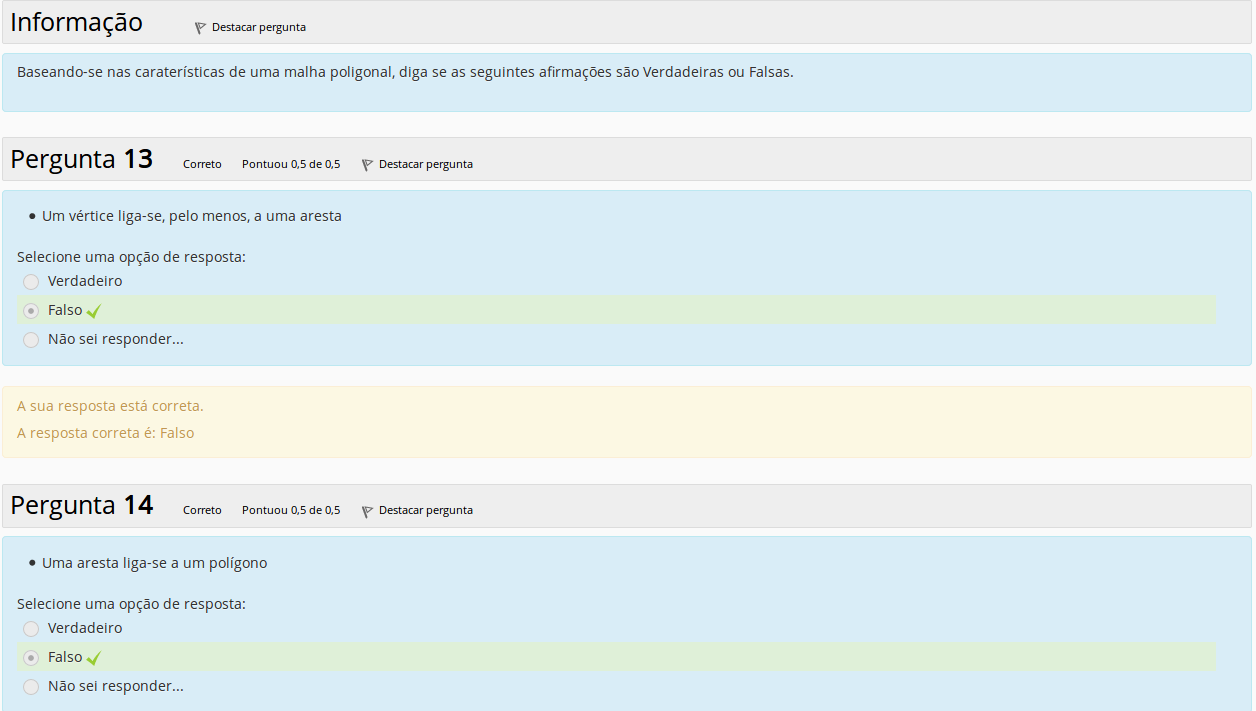 Informação Destacar pergunta
Baseando-se nas caraterísticas de uma malha poligonal, diga se as seguintes afirmações são Verdadeiras ou Falsas.
Pergunta 13 Correto Pontuou 0,5 de 0,5 Destacar pergunta
• Um vértice liga-se, pelo menos, a uma aresta
Selecione uma opção de resposta:
Verdadeiro
Falso
Não sei responder...
A sua resposta está correta.
A resposta correta é: Falso
Pergunta 14 Correto Pontuou 0,5 de 0,5 Destacar pergunta
• Uma aresta liga-se a um polígono
Selecione uma opção de resposta:
Verdadeiro
Falso
Não sei responder...